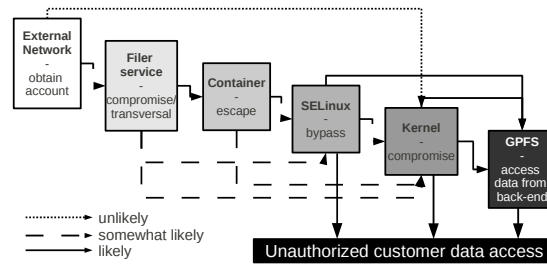 External
Network
-
obtain
account
Filer
service
-
compromise/
transversal
Container
-
escape
SELinux
-
bypass
Kernel
-
compromise
GPFS
-
access
data from
back-end
unlikely
somewhat likely
likely
Unauthorized customer data access